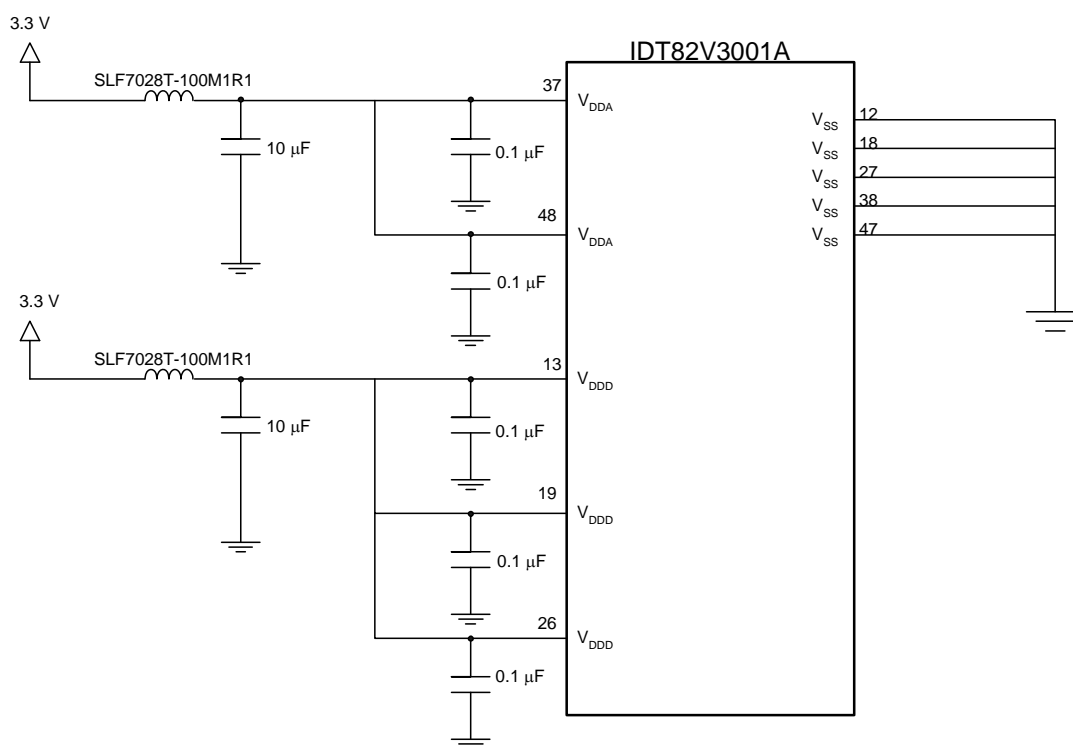 3.3 V
IDT82V3001A
SLF7028T-100M1R1
37
V_DDA
12
V_SS
10 μF
0.1 μF
18
V_SS
27
V_SS
38
V_SS
48
V_DDA
47
V_SS
0.1 μF
3.3 V
SLF7028T-100M1R1
13
V_DDD
10 μF
0.1 μF
19
V_DDD
0.1 μF
26
V_DDD
0.1 μF